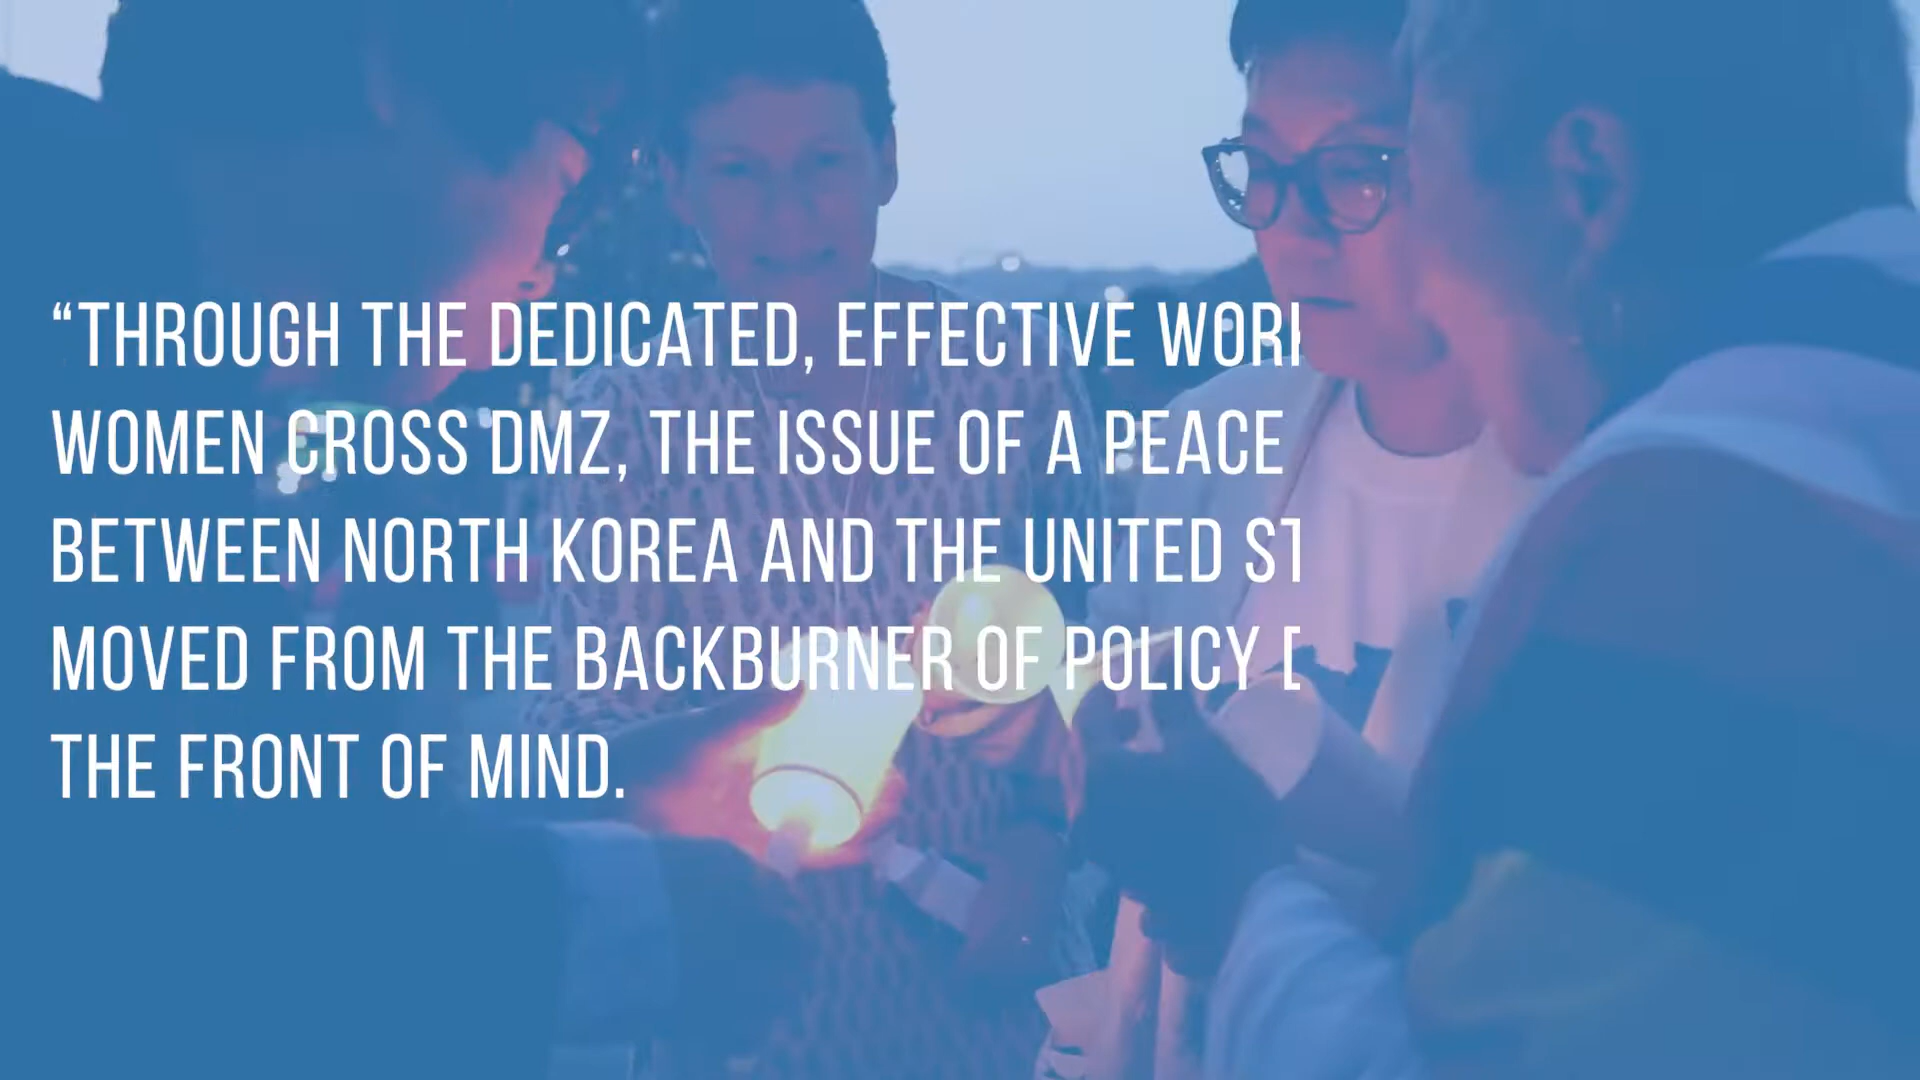 “THROUGH THE DEDICATED, EFFECTIVE
WOMEN CROSS DMZ, THE ISSUE OF A PEACE
BETWEEN NORTH KOREA AND THE UNITED
MOVED FROM THE BACKBURNER OF POLICY
THE FRONT OF MIND.